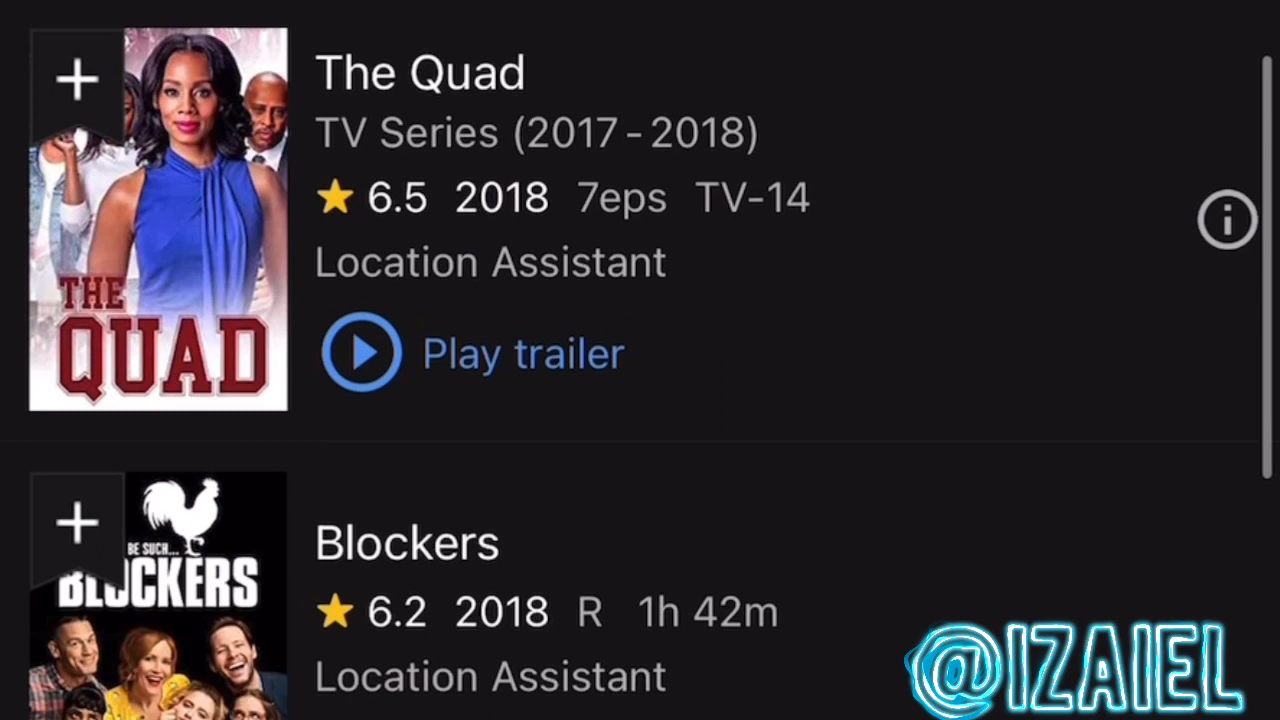 The Quad
TV Series (2017-2018)
6.5 2018 7eps TV-14
Location Assistant
Play trailer
THE
QUAD
Blockers
6.2 2018 R 1h 42m
Location Assistant
BE SUCH...
BLOCKERS
@IZAIEL